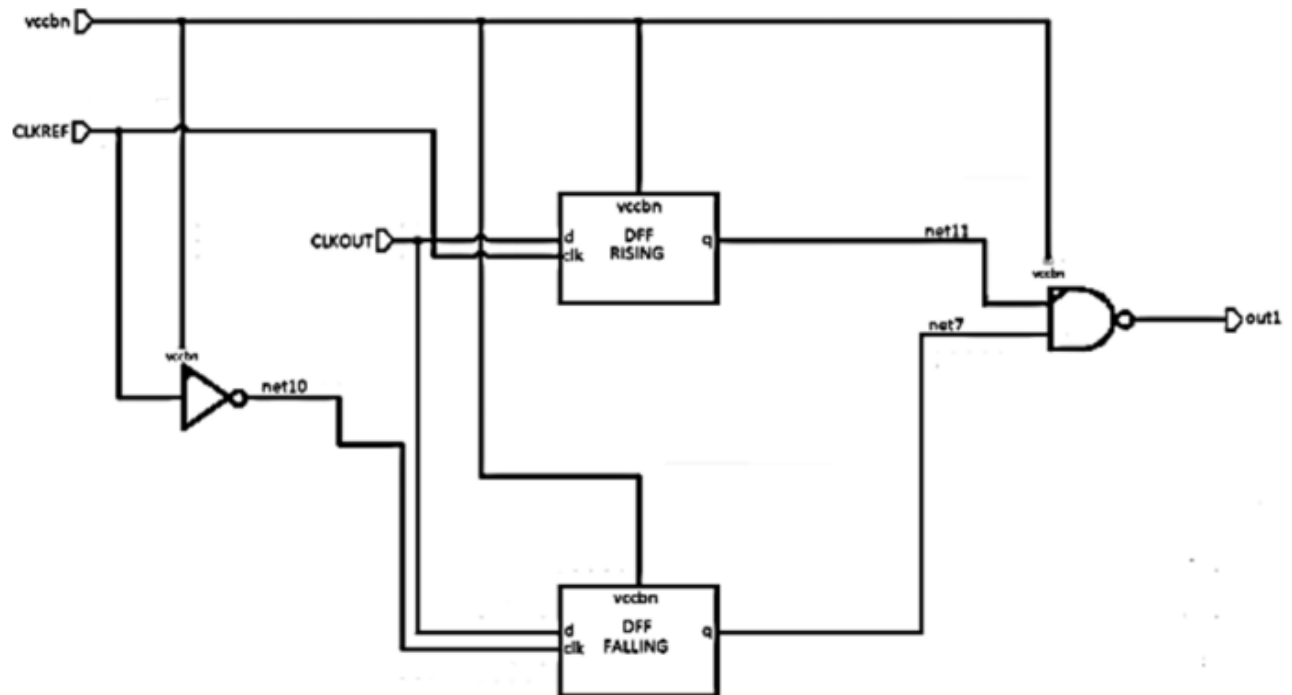 vccbn
CLKREF
vccbn
DFF
RISING
d
clk
q
CLKOUT
net11
vccbn
net7
out1
vccbn
net10
vccbn
DFF
FALLING
d
clk
q